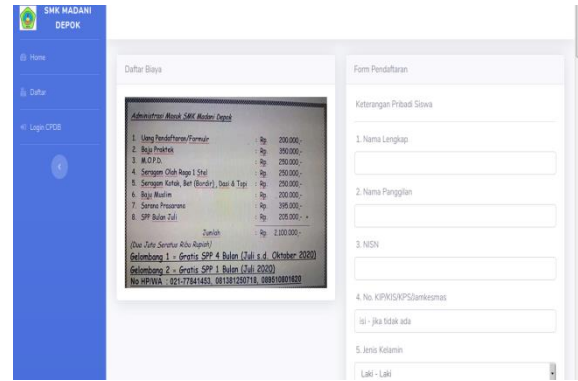 SMK MADANI
DEPOK
Home
Daftar
Login CPDB
Daftar Biaya
Administrasi Masuk SMK Madani Depok
1. Uang Pendaftaran/Formulir : Rp. 200.000,-
2. Baju Praktek : Rp. 350.000,-
3. M.O.P.D. : Rp. 250.000,-
4. Seragam Olah Raga 1 Stel : Rp. 250.000,-
5. Seragam Kotak, Bet (Bordir), Dasi & Topi : Rp. 250.000,-
6. Baju Muslim : Rp. 200.000,-
7. Sarana Prasarana : Rp. 395.000,-
8. SPP Bulan Juli : Rp. 205.000,- +
Jumlah : Rp. 2.100.000,-
(Dua Juta Seratus Ribu Rupiah)
Gelombang 1 = Gratis SPP 4 Bulan (Juli s.d. Oktober 2020)
Gelombang 2 = Gratis SPP 1 Bulan (Juli 2020)
No HP/WA : 021-77841453, 081381250718, 089510801620
Form Pendaftaran
Keterangan Pribadi Siswa
1. Nama Lengkap
2. Nama Panggilan
3. NISN
4. No. KIP/KIS/KPS/Jamkesmas
isi - jika tidak ada
5. Jenis Kelamin
Laki - Laki